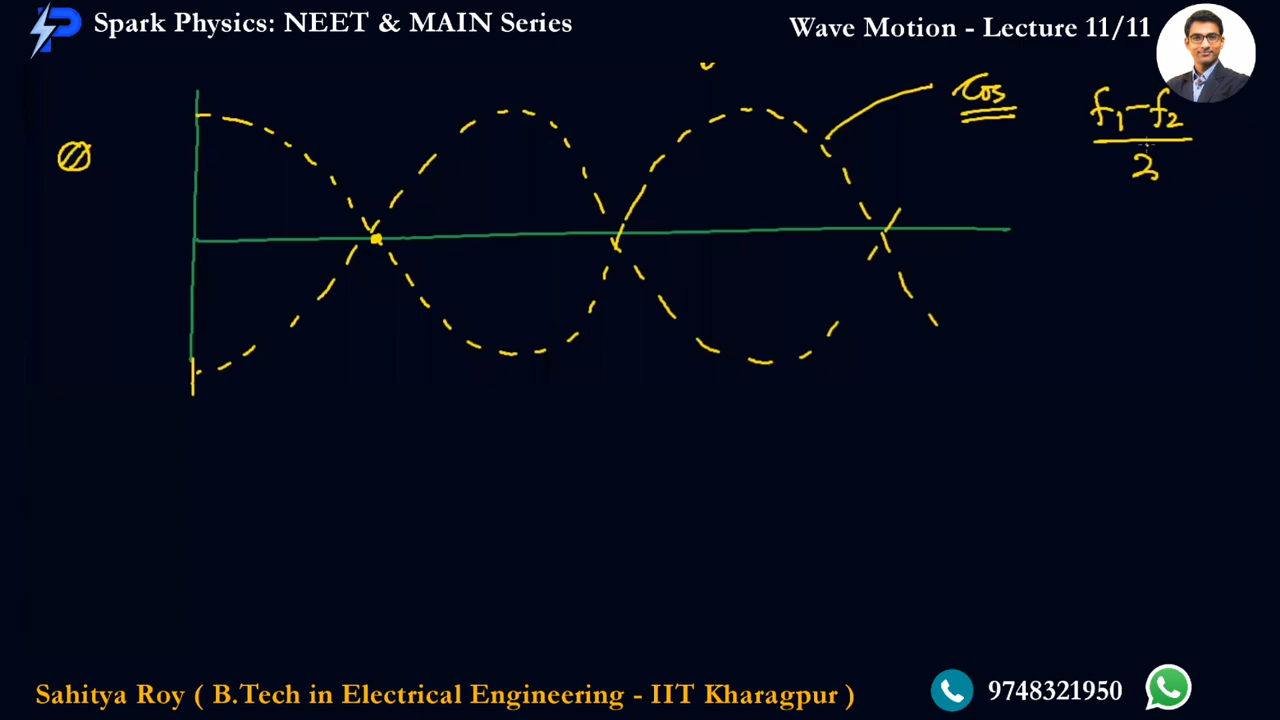 Spark Physics: NEET & MAIN Series
Wave Motion - Lecture 11/11
Cos
f₁-f₂
2
Sahitya Roy ( B.Tech in Electrical Engineering - IIT Kharagpur )
9748321950